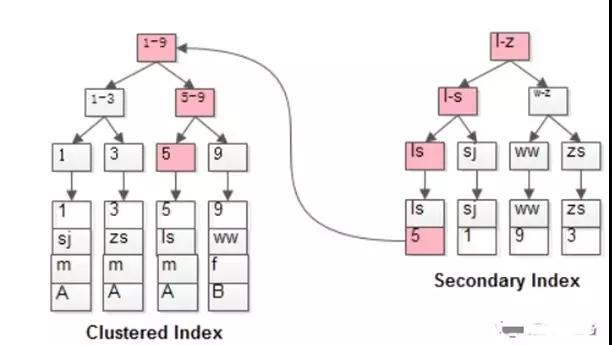 1-9
1-3
5-9
1
3
5
9
1
3
5
9
sj
zs
ls
ww
m
m
m
f
A
A
A
B
Clustered Index
l-z
l-s
w-z
ls
sj
ww
zs
ls
sj
ww
zs
5
1
9
3
Secondary Index